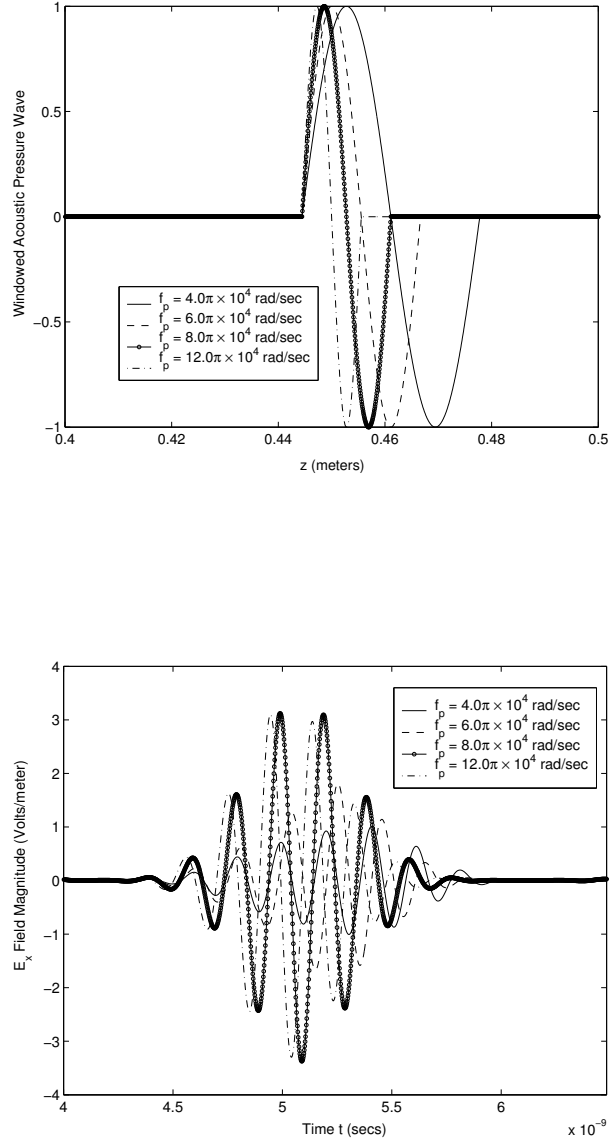 1
0.5
0
−0.5
−1
Windowed Acoustic Pressure Wave
f_p = 4.0π × 10^4 rad/sec
f_p = 6.0π × 10^4 rad/sec
f_p = 8.0π × 10^4 rad/sec
f_p = 12.0π × 10^4 rad/sec
0.4 0.42 0.44 0.46 0.48 0.5
z (meters)
4
3
2
1
0
−1
−2
−3
−4
E_x Field Magnitude (Volts/meter)
f_p = 4.0π × 10^4 rad/sec
f_p = 6.0π × 10^4 rad/sec
f_p = 8.0π × 10^4 rad/sec
f_p = 12.0π × 10^4 rad/sec
4 4.5 5 5.5 6
x 10^−9
Time t (secs)